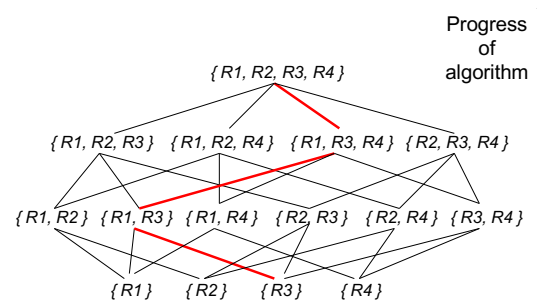 Progress
of
algorithm
{ R1, R2, R3, R4 }
{ R1, R2, R3 } { R1, R2, R4 } { R1, R3, R4 } { R2, R3, R4 }
{ R1, R2 } { R1, R3 } { R1, R4 } { R2, R3 } { R2, R4 } { R3, R4 }
{ R1 } { R2 } { R3 } { R4 }